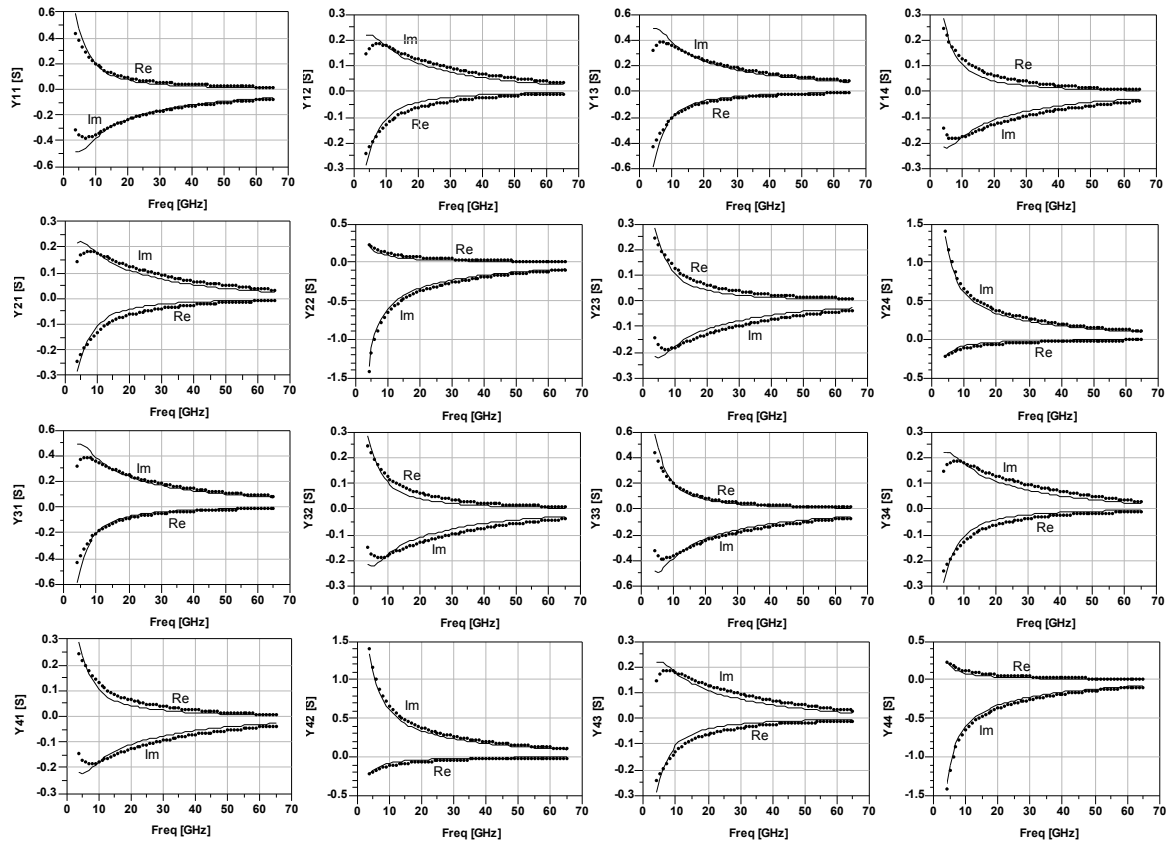 Y11 [S]
0.6
0.4
0.2
0.0
-0.2
-0.4
-0.6
Re
Im
0 10 20 30 40 50 60 70
Freq [GHz]
Y12 [S]
0.3
0.2
0.1
0.0
-0.1
-0.2
-0.3
Im
Re
0 10 20 30 40 50 60 70
Freq [GHz]
Y13 [S]
0.6
0.4
0.2
0.0
-0.2
-0.4
-0.6
Im
Re
0 10 20 30 40 50 60 70
Freq [GHz]
Y14 [S]
0.3
0.2
0.1
0.0
-0.1
-0.2
-0.3
Re
Im
0 10 20 30 40 50 60 70
Freq [GHz]
Y21 [S]
0.3
0.2
0.1
0.0
-0.1
-0.2
-0.3
Im
Re
0 10 20 30 40 50 60 70
Freq [GHz]
Y22 [S]
0.5
0.0
-0.5
-1.0
-1.5
Re
Im
0 10 20 30 40 50 60 70
Freq [GHz]
Y23 [S]
0.3
0.2
0.1
0.0
-0.1
-0.2
-0.3
Re
Im
0 10 20 30 40 50 60 70
Freq [GHz]
Y24 [S]
1.5
1.0
0.5
0.0
-0.5
Im
Re
0 10 20 30 40 50 60 70
Freq [GHz]
Y31 [S]
0.6
0.4
0.2
0.0
-0.2
-0.4
-0.6
Im
Re
0 10 20 30 40 50 60 70
Freq [GHz]
Y32 [S]
0.3
0.2
0.1
0.0
-0.1
-0.2
-0.3
Re
Im
0 10 20 30 40 50 60 70
Freq [GHz]
Y33 [S]
0.6
0.4
0.2
0.0
-0.2
-0.4
-0.6
Re
Im
0 10 20 30 40 50 60 70
Freq [GHz]
Y34 [S]
0.3
0.2
0.1
0.0
-0.1
-0.2
-0.3
Im
Re
0 10 20 30 40 50 60 70
Freq [GHz]
Y41 [S]
0.3
0.2
0.1
0.0
-0.1
-0.2
-0.3
Re
Im
0 10 20 30 40 50 60 70
Freq [GHz]
Y42 [S]
1.5
1.0
0.5
0.0
-0.5
Im
Re
0 10 20 30 40 50 60 70
Freq [GHz]
Y43 [S]
0.3
0.2
0.1
0.0
-0.1
-0.2
-0.3
Im
Re
0 10 20 30 40 50 60 70
Freq [GHz]
Y44 [S]
0.5
0.0
-0.5
-1.0
-1.5
Re
Im
0 10 20 30 40 50 60 70
Freq [GHz]